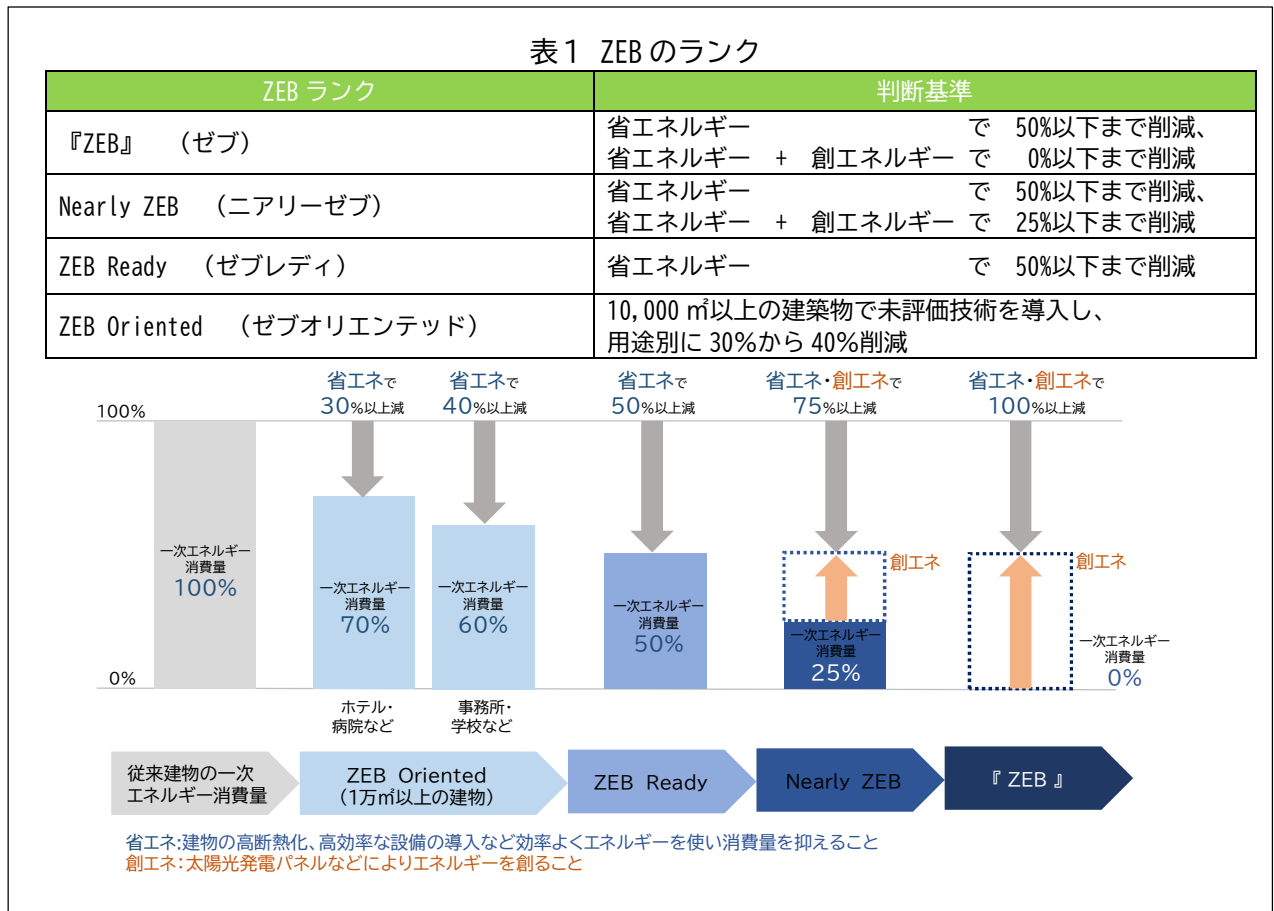 表1 ZEB のランク
ZEB ランク 判断基準
『ZEB』 (ゼブ)
省エネルギー で 50%以下まで削減、
省エネルギー + 創エネルギー で 0%以下まで削減
Nearly ZEB (ニアリーゼブ)
省エネルギー で 50%以下まで削減、
省エネルギー + 創エネルギー で 25%以下まで削減
ZEB Ready (ゼブレディ)
省エネルギー で 50%以下まで削減
ZEB Oriented (ゼブオリエンテッド)
10,000 ㎡以上の建築物で未評価技術を導入し、
用途別に 30%から 40%削減
省エネで
30%以上減
省エネで
40%以上減
省エネで
50%以上減
省エネ・創エネで
75%以上減
省エネ・創エネで
100%以上減
100%
0%
一次エネルギー
消費量
100%
一次エネルギー
消費量
70%
一次エネルギー
消費量
60%
一次エネルギー
消費量
50%
創エネ
一次エネルギー
消費量
25%
創エネ
一次エネルギー
消費量
0%
ホテル・
病院など
事務所・
学校など
従来建物の一次
エネルギー消費量
ZEB Oriented
(1万㎡以上の建物)
ZEB Ready
Nearly ZEB
『 ZEB 』
省エネ:建物の高断熱化、高効率な設備の導入など効率よくエネルギーを使い消費量を抑えること
創エネ:太陽光発電パネルなどによりエネルギーを創ること